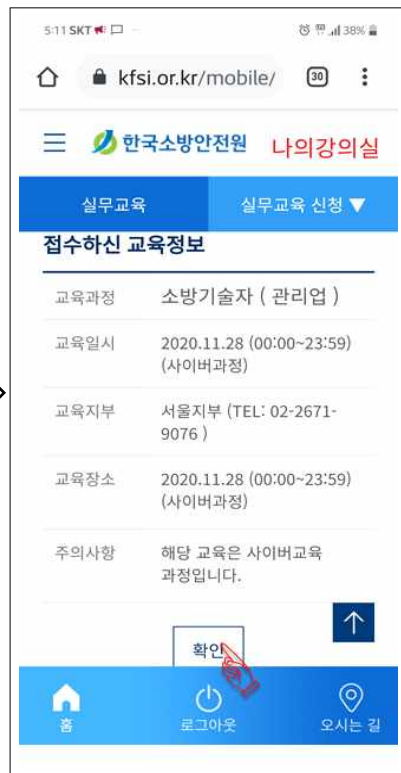 5:11 SKT
38%
kfsi.or.kr/mobile/
30
한국소방안전원
나의강의실
실무교육
실무교육 신청 ▼
접수하신 교육정보
교육과정
소방기술자 ( 관리업 )
교육일시
2020.11.28 (00:00~23:59)
(사이버과정)
교육지부
서울지부 (TEL: 02-2671-
9076 )
교육장소
2020.11.28 (00:00~23:59)
(사이버과정)
주의사항
해당 교육은 사이버교육
과정입니다.
확인
홈
로그아웃
오시는 길